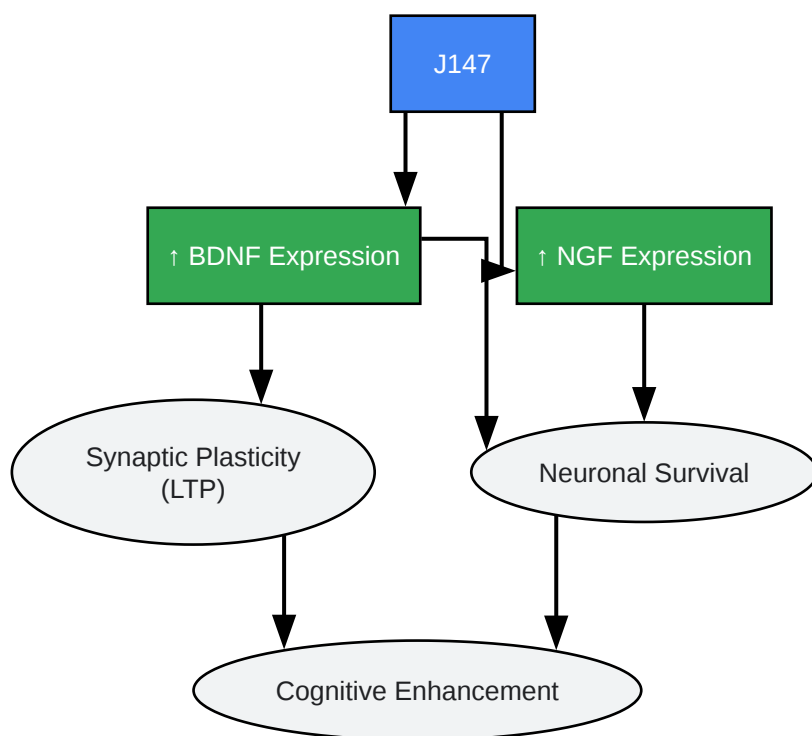 J147
↑ BDNF Expression
↑ NGF Expression
Synaptic Plasticity
(LTP)
Neuronal Survival
Cognitive Enhancement